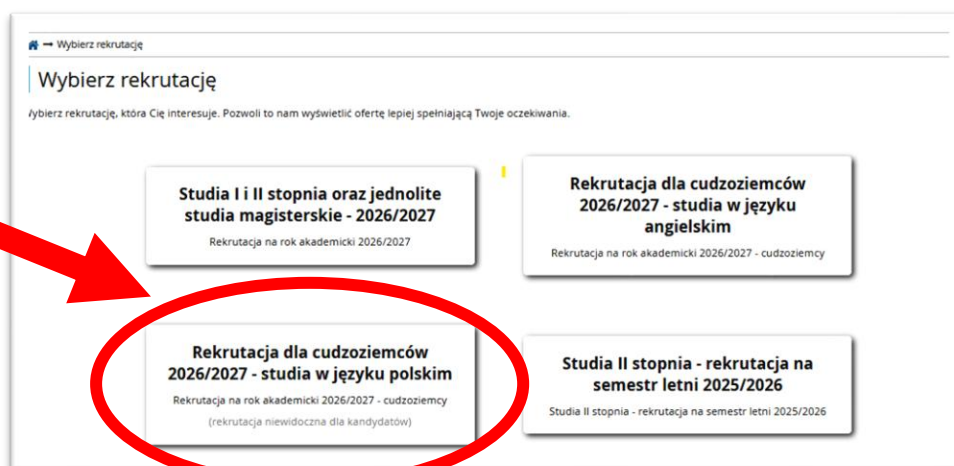 → Wybierz rekrutację
Wybierz rekrutację
Wybierz rekrutację, która Cię interesuje. Pozwoli to nam wyświetlić ofertę lepiej spełniającą Twoje oczekiwania.
Studia I i II stopnia oraz jednolite
studia magisterskie - 2026/2027
Rekrutacja na rok akademicki 2026/2027
Rekrutacja dla cudzoziemców
2026/2027 - studia w języku
angielskim
Rekrutacja na rok akademicki 2026/2027 - cudzoziemcy
Rekrutacja dla cudzoziemców
2026/2027 - studia w języku polskim
Rekrutacja na rok akademicki 2026/2027 - cudzoziemcy
(rekrutacja niewidoczna dla kandydatów)
Studia II stopnia - rekrutacja na
semestr letni 2025/2026
Studia II stopnia - rekrutacja na semestr letni 2025/2026